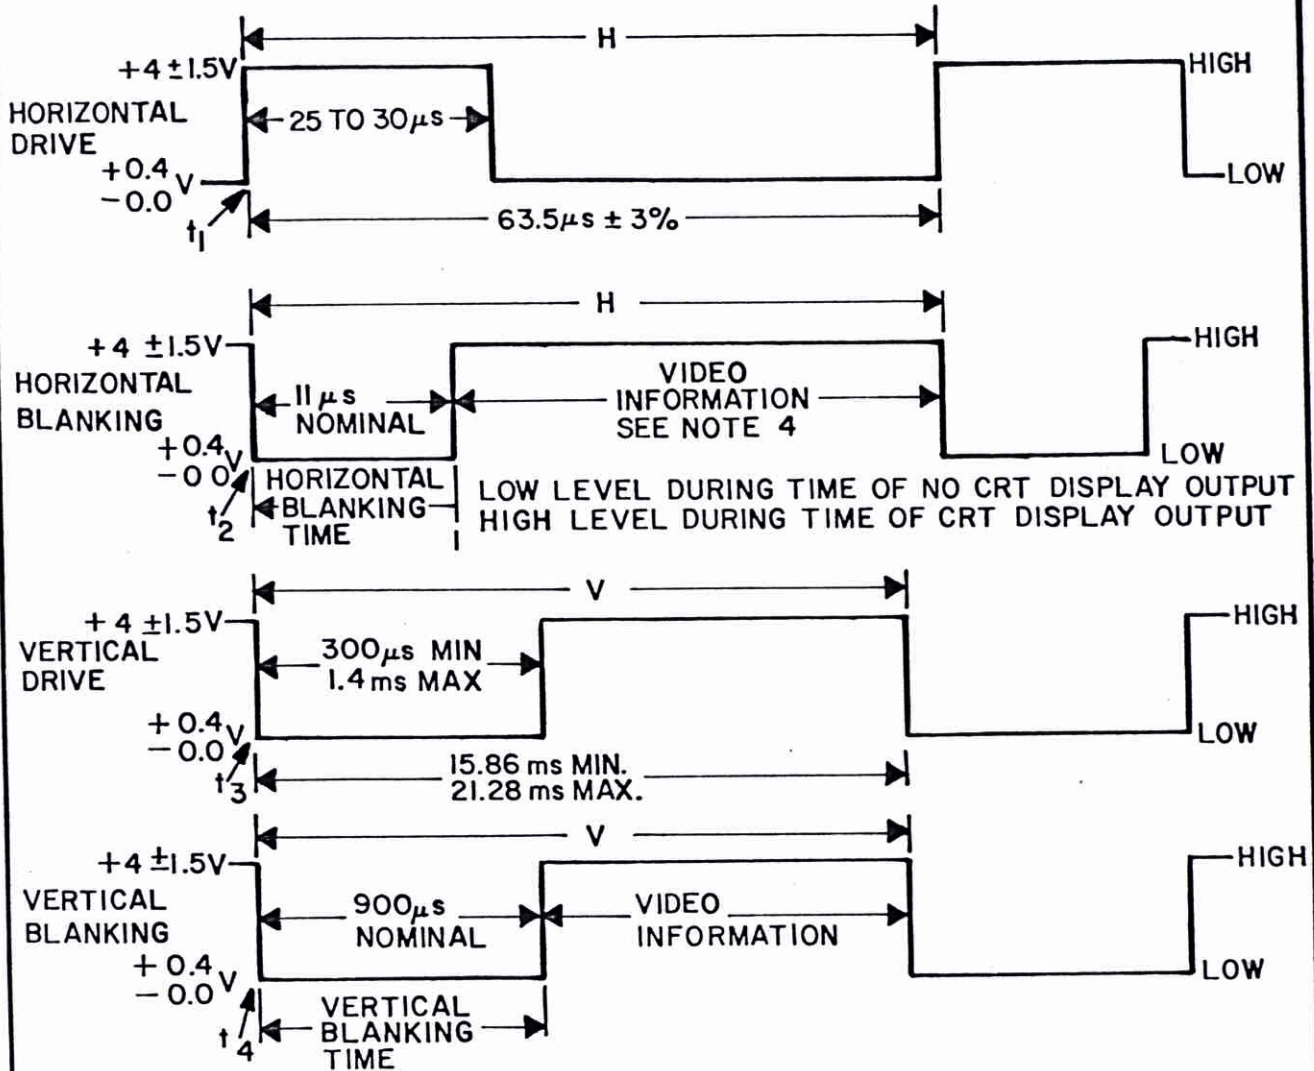 H
+4 ±1.5V
HIGH
HORIZONTAL
DRIVE
25 TO 30μs
+0.4
-0.0 V
LOW
t1
63.5μs ± 3%
H
+4 ±1.5V
HIGH
HORIZONTAL
BLANKING
11 μs
NOMINAL
VIDEO
INFORMATION
SEE NOTE 4
+0.4
-0 0 V
LOW
t2
HORIZONTAL
BLANKING
TIME
LOW LEVEL DURING TIME OF NO CRT DISPLAY OUTPUT
HIGH LEVEL DURING TIME OF CRT DISPLAY OUTPUT
V
+4 ±1.5V
HIGH
VERTICAL
DRIVE
300μs MIN
1.4 ms MAX
+0.4
-0.0 V
LOW
t3
15.86 ms MIN.
21.28 ms MAX.
V
+4 ±1.5V
HIGH
VERTICAL
BLANKING
900μs
NOMINAL
VIDEO
INFORMATION
+0.4
-0.0 V
LOW
t4
VERTICAL
BLANKING
TIME